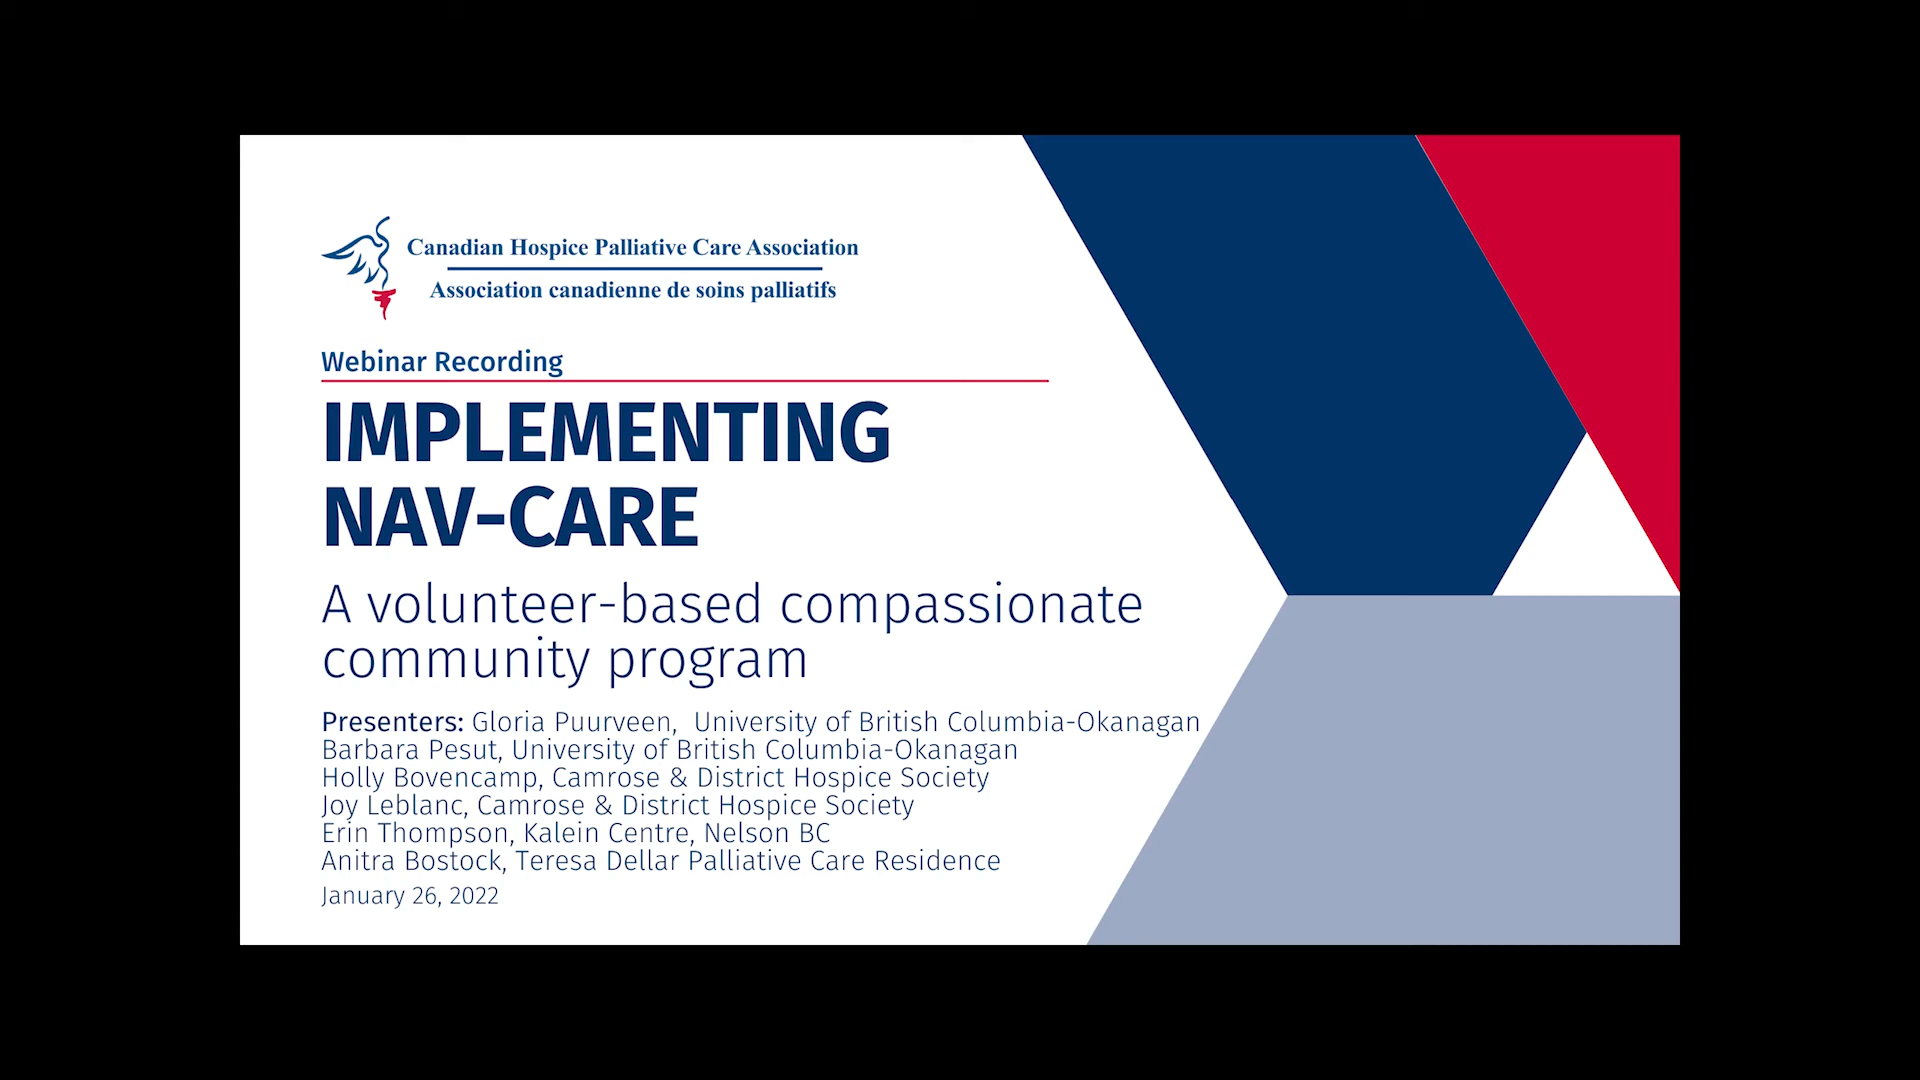 Canadian Hospice Palliative Care Association
Association canadienne de soins palliatifs
Webinar Recording
IMPLEMENTING
NAV-CARE
A volunteer-based compassionate
community program
Presenters: Gloria Puurveen,  University of British Columbia-Okanagan
Barbara Pesut, University of British Columbia-Okanagan
Holly Bovencamp, Camrose & District Hospice Society
Joy Leblanc, Camrose & District Hospice Society
Erin Thompson, Kalein Centre, Nelson BC
Anitra Bostock, Teresa Dellar Palliative Care Residence
January 26, 2022